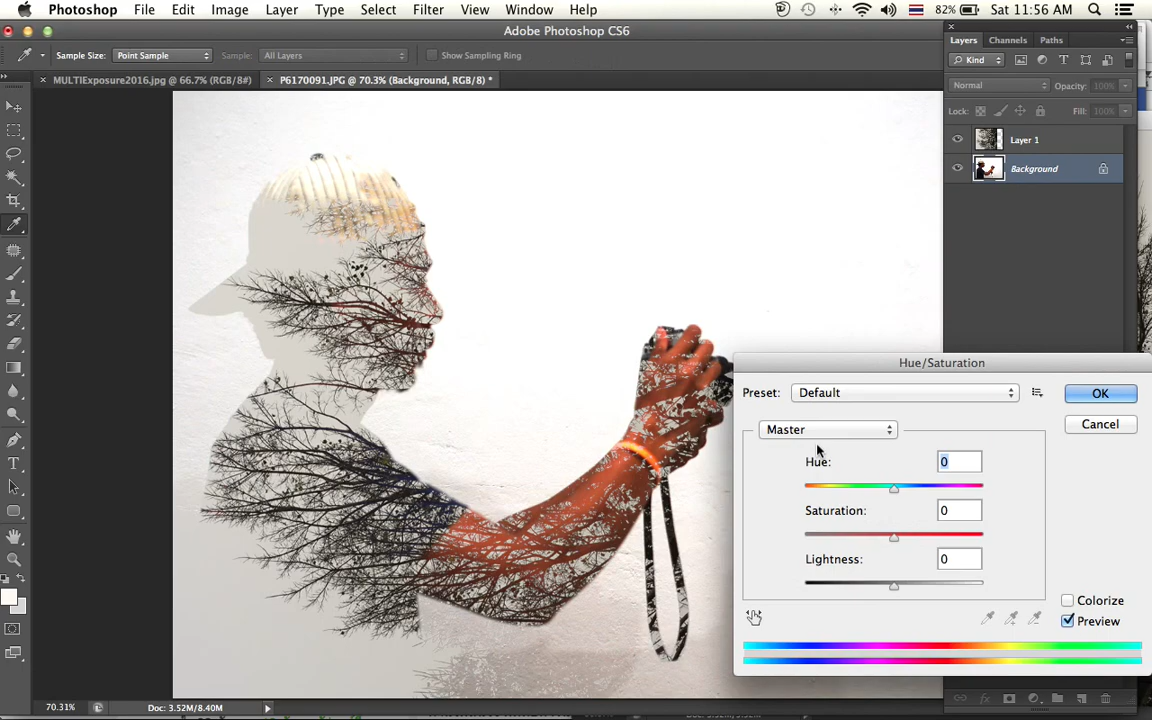 Photoshop File Edit Image Layer Type Select Filter View Window Help 82% Sat 11:56 AM
Adobe Photoshop CS6
Sample Size: Point Sample Sample: All Layers Show Sampling Ring
MULTIExposure2016.jpg @ 66.7% (RGB/8#) P6170091.JPG @ 70.3% (Background, RGB/8) *
Layers Channels Paths
Kind
Normal Opacity: 100%
Lock: Fill: 100%
Layer 1
Background
Hue/Saturation
Preset: Default OK
Master Cancel
Hue: 0
Saturation: 0
Lightness: 0
Colorize
Preview
70.31% Doc: 3.52M/8.40M